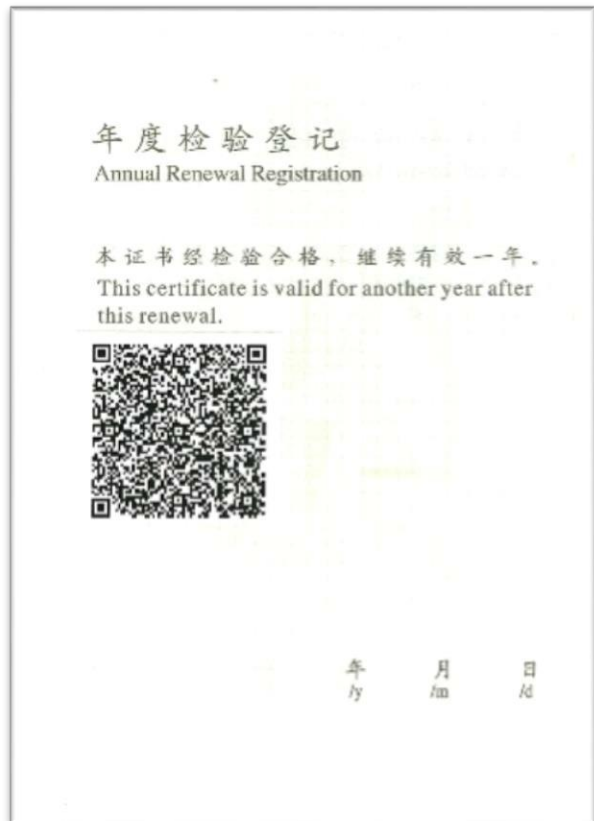 年度检验登记
Annual Renewal Registration
本证书经检验合格，继续有效一年。
This certificate is valid for another year after
this renewal.
年 月 日
/y /m /d